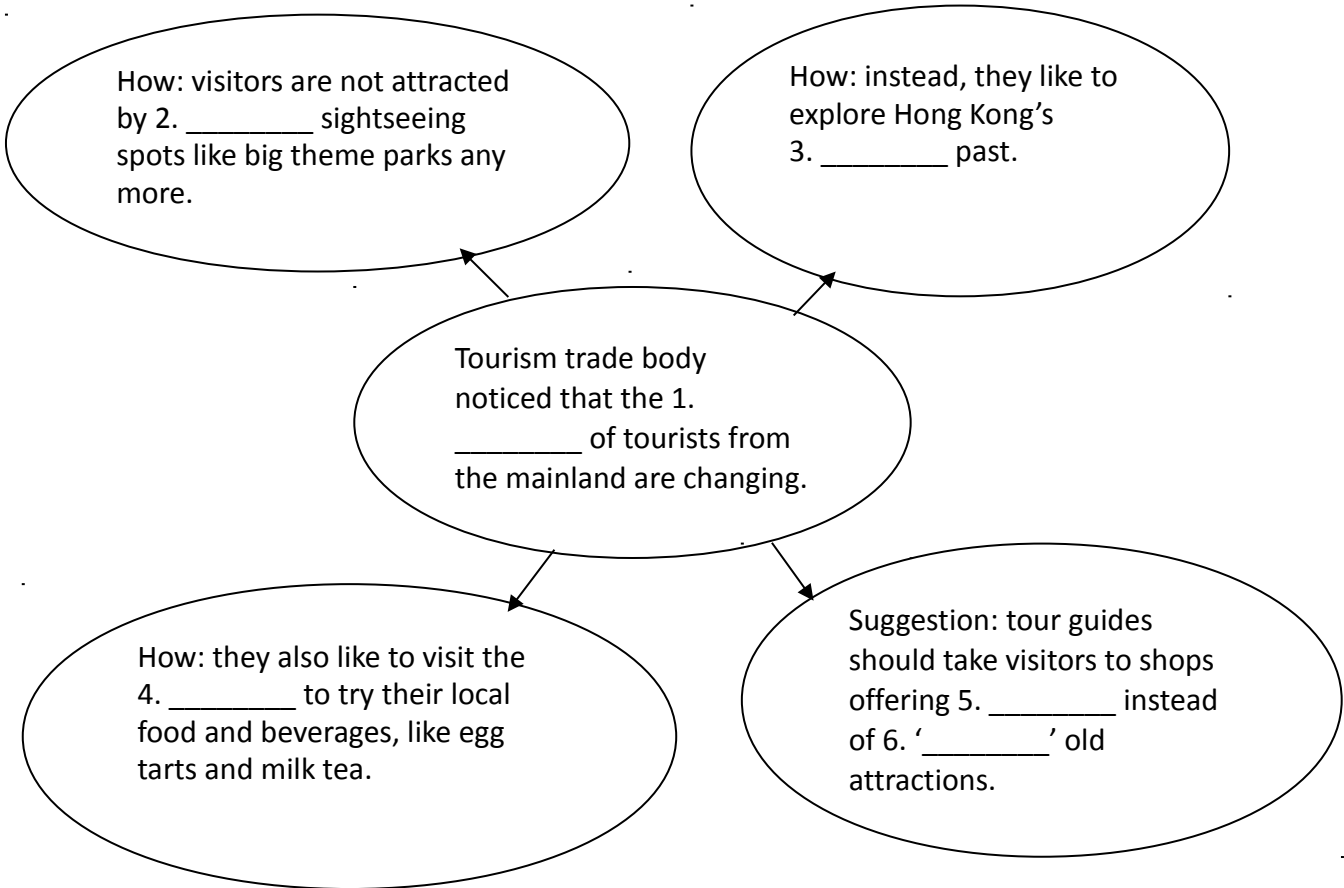 How: visitors are not attracted
by 2. ________ sightseeing
spots like big theme parks any
more.
How: instead, they like to
explore Hong Kong’s
3. ________ past.
Tourism trade body
noticed that the 1.
________ of tourists from
the mainland are changing.
How: they also like to visit the
4. ________ to try their local
food and beverages, like egg
tarts and milk tea.
Suggestion: tour guides
should take visitors to shops
offering 5. ________ instead
of 6. ‘________’ old
attractions.